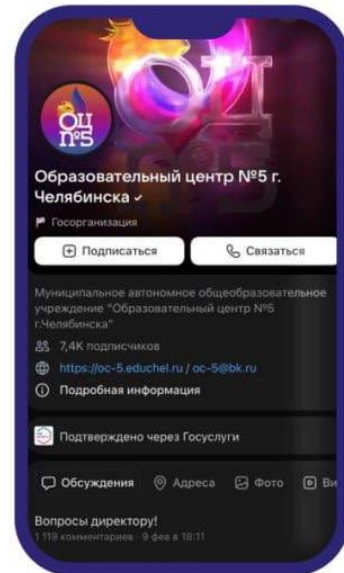 ОЦ
№5
Образовательный центр №5 г.
Челябинска
Госорганизация
Подписаться
Связаться
Муниципальное автономное общеобразовательное
учреждение "Образовательный центр №5
г.Челябинска"
7,4K подписчиков
https://oc-5.educhel.ru / oc-5@bk.ru
Подробная информация
Подтверждено через Госуслуги
Обсуждения Адреса Фото Ви
Вопросы директору!
1 119 комментариев · 9 фев в 18:11